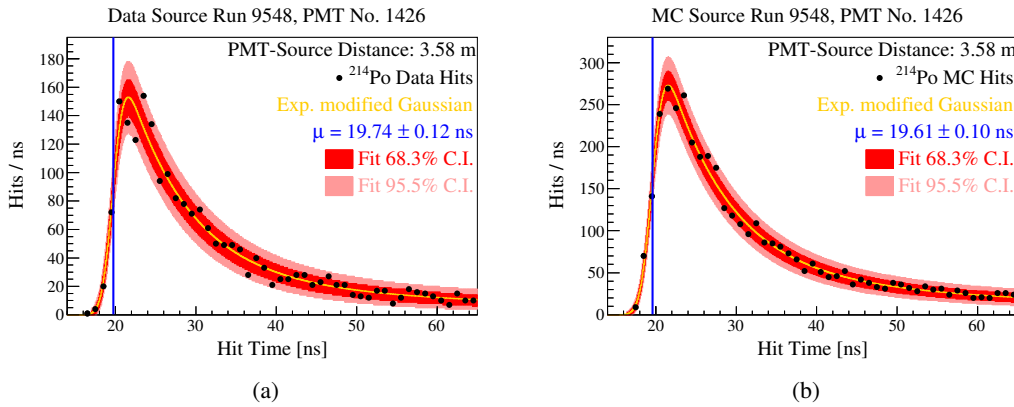 Data Source Run 9548, PMT No. 1426
PMT-Source Distance: 3.58 m
²¹⁴Po Data Hits
Exp. modified Gaussian
μ = 19.74 ± 0.12 ns
Fit 68.3% C.I.
Fit 95.5% C.I.
Hits / ns
180
160
140
120
100
80
60
40
20
0
20 30 40 50 60
Hit Time [ns]
(a)
MC Source Run 9548, PMT No. 1426
PMT-Source Distance: 3.58 m
²¹⁴Po MC Hits
Exp. modified Gaussian
μ = 19.61 ± 0.10 ns
Fit 68.3% C.I.
Fit 95.5% C.I.
Hits / ns
300
250
200
150
100
50
0
20 30 40 50 60
Hit Time [ns]
(b)